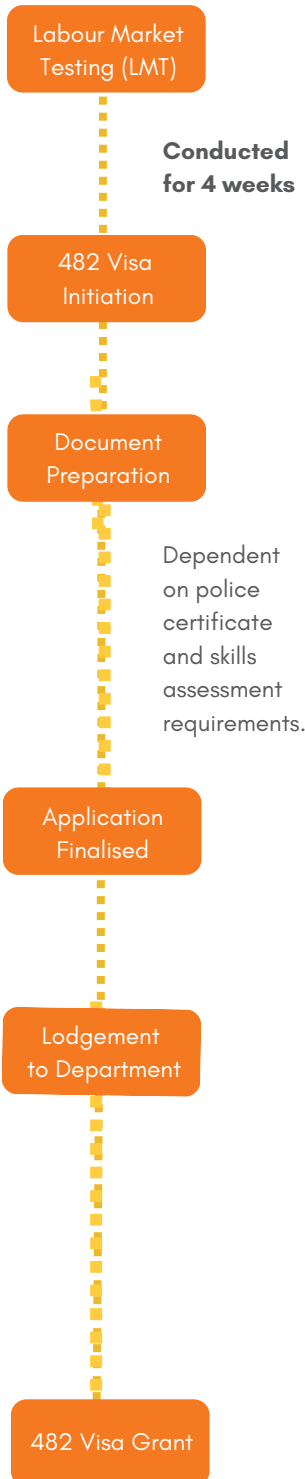 Labour Market
Testing (LMT)
Conducted
for 4 weeks
482 Visa
Initiation
Document
Preparation
Dependent
on police
certificate
and skills
assessment
requirements.
Application
Finalised
Lodgement
to Department
482 Visa Grant